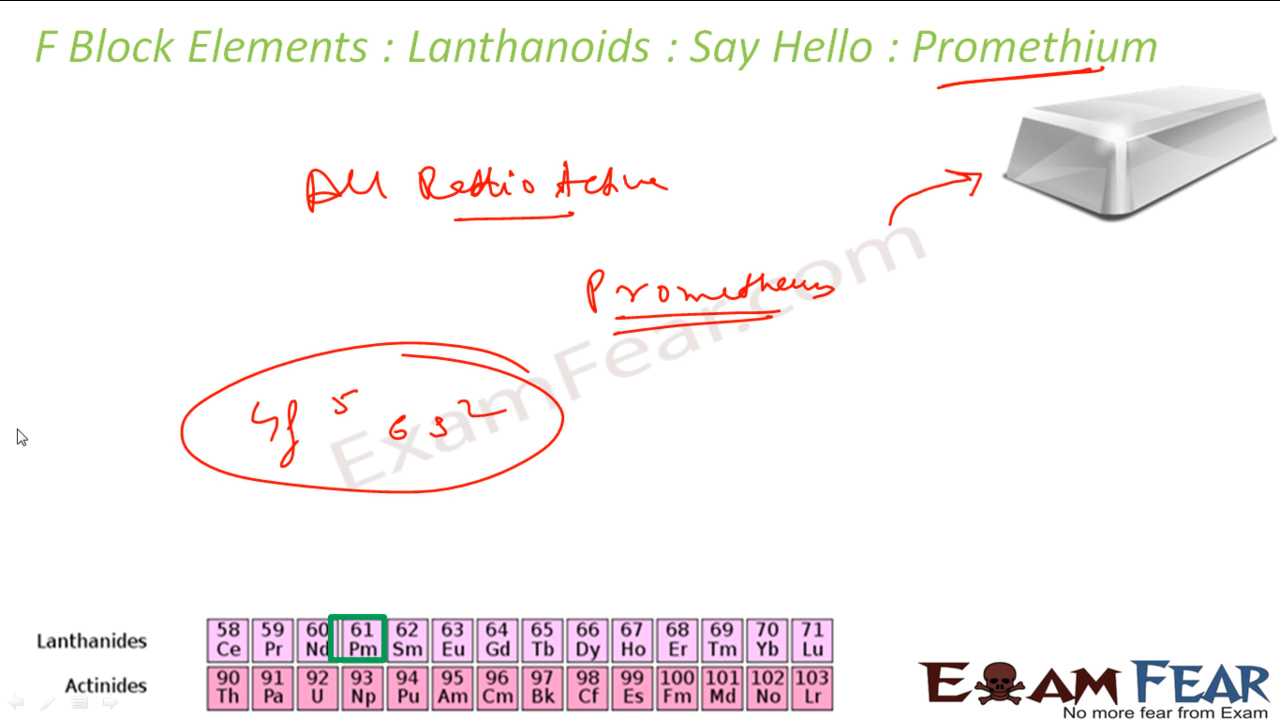 F Block Elements : Lanthanoids : Say Hello : Promethium
All Radio Active
Prometheus
4f⁵ 6s²
ExamFear.com
Lanthanides 58 59 60 61 62 63 64 65 66 67 68 69 70 71
Ce Pr Nd Pm Sm Eu Gd Tb Dy Ho Er Tm Yb Lu
Actinides 90 91 92 93 94 95 96 97 98 99 100 101 102 103
Th Pa U Np Pu Am Cm Bk Cf Es Fm Md No Lr
EXAM FEAR
No more fear from Exam